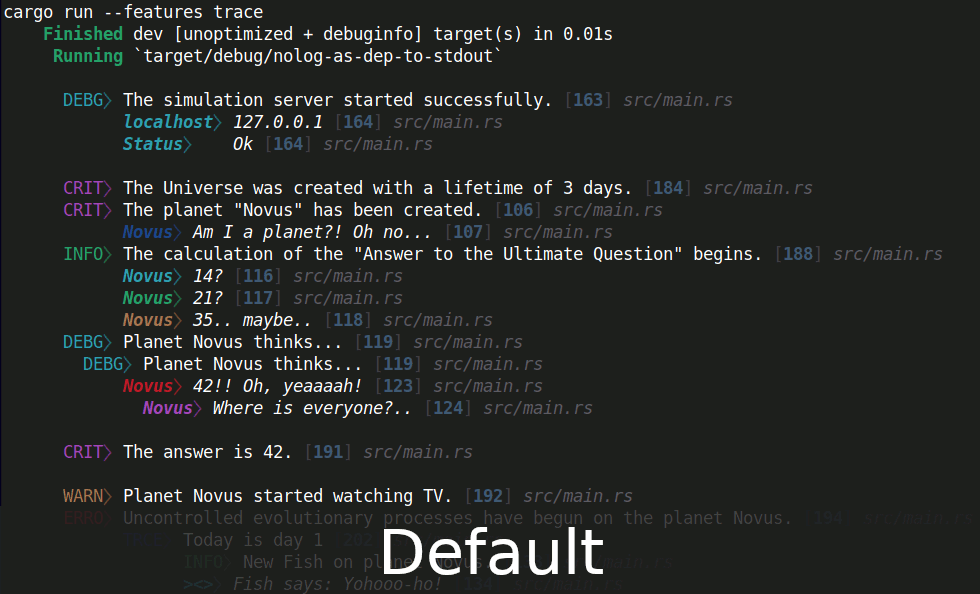 cargo run --features trace
Finished dev [unoptimized + debuginfo] target(s) in 0.01s
Running `target/debug/nolog-as-dep-to-stdout`
DEBG〉 The simulation server started successfully. [163] src/main.rs
localhost〉 127.0.0.1 [164] src/main.rs
Status〉 Ok [164] src/main.rs
CRIT〉 The Universe was created with a lifetime of 3 days. [184] src/main.rs
CRIT〉 The planet "Novus" has been created. [106] src/main.rs
Novus〉 Am I a planet?! Oh no... [107] src/main.rs
INFO〉 The calculation of the "Answer to the Ultimate Question" begins. [188] src/main.rs
Novus〉 14? [116] src/main.rs
Novus〉 21? [117] src/main.rs
Novus〉 35.. maybe.. [118] src/main.rs
DEBG〉 Planet Novus thinks... [119] src/main.rs
DEBG〉 Planet Novus thinks... [119] src/main.rs
Novus〉 42!! Oh, yeaaaah! [123] src/main.rs
Novus〉 Where is everyone?.. [124] src/main.rs
CRIT〉 The answer is 42. [191] src/main.rs
WARN〉 Planet Novus started watching TV. [192] src/main.rs
ERRO〉 Uncontrolled evolutionary processes have begun on the planet Novus. [194] src/main.rs
Today is day 1
INFO〉 New Fish on planet Novus.
><>〉 Fish says: Yohooo-ho! [134] src/main.rs
Default